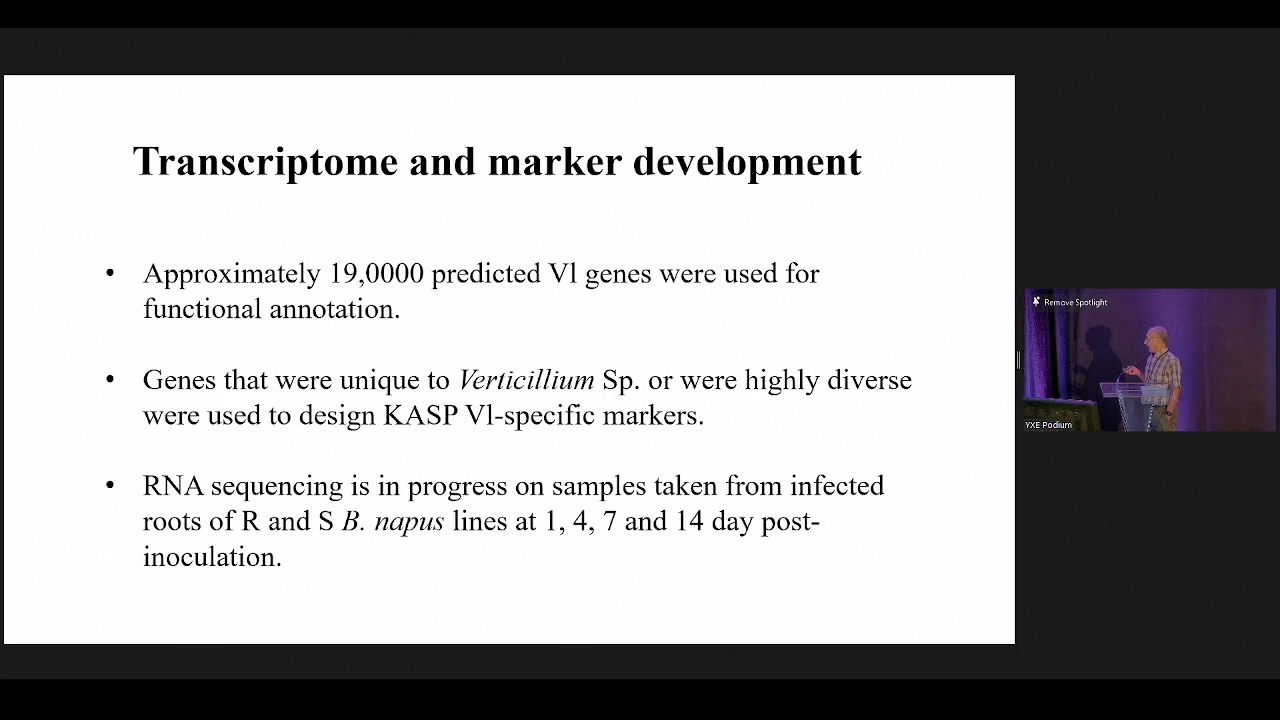 Transcriptome and marker development
• Approximately 19,0000 predicted Vl genes were used for
functional annotation.
• Genes that were unique to Verticillium Sp. or were highly diverse
were used to design KASP Vl-specific markers.
• RNA sequencing is in progress on samples taken from infected
roots of R and S B. napus lines at 1, 4, 7 and 14 day post-
inoculation.
Remove Spotlight
YXE Podium